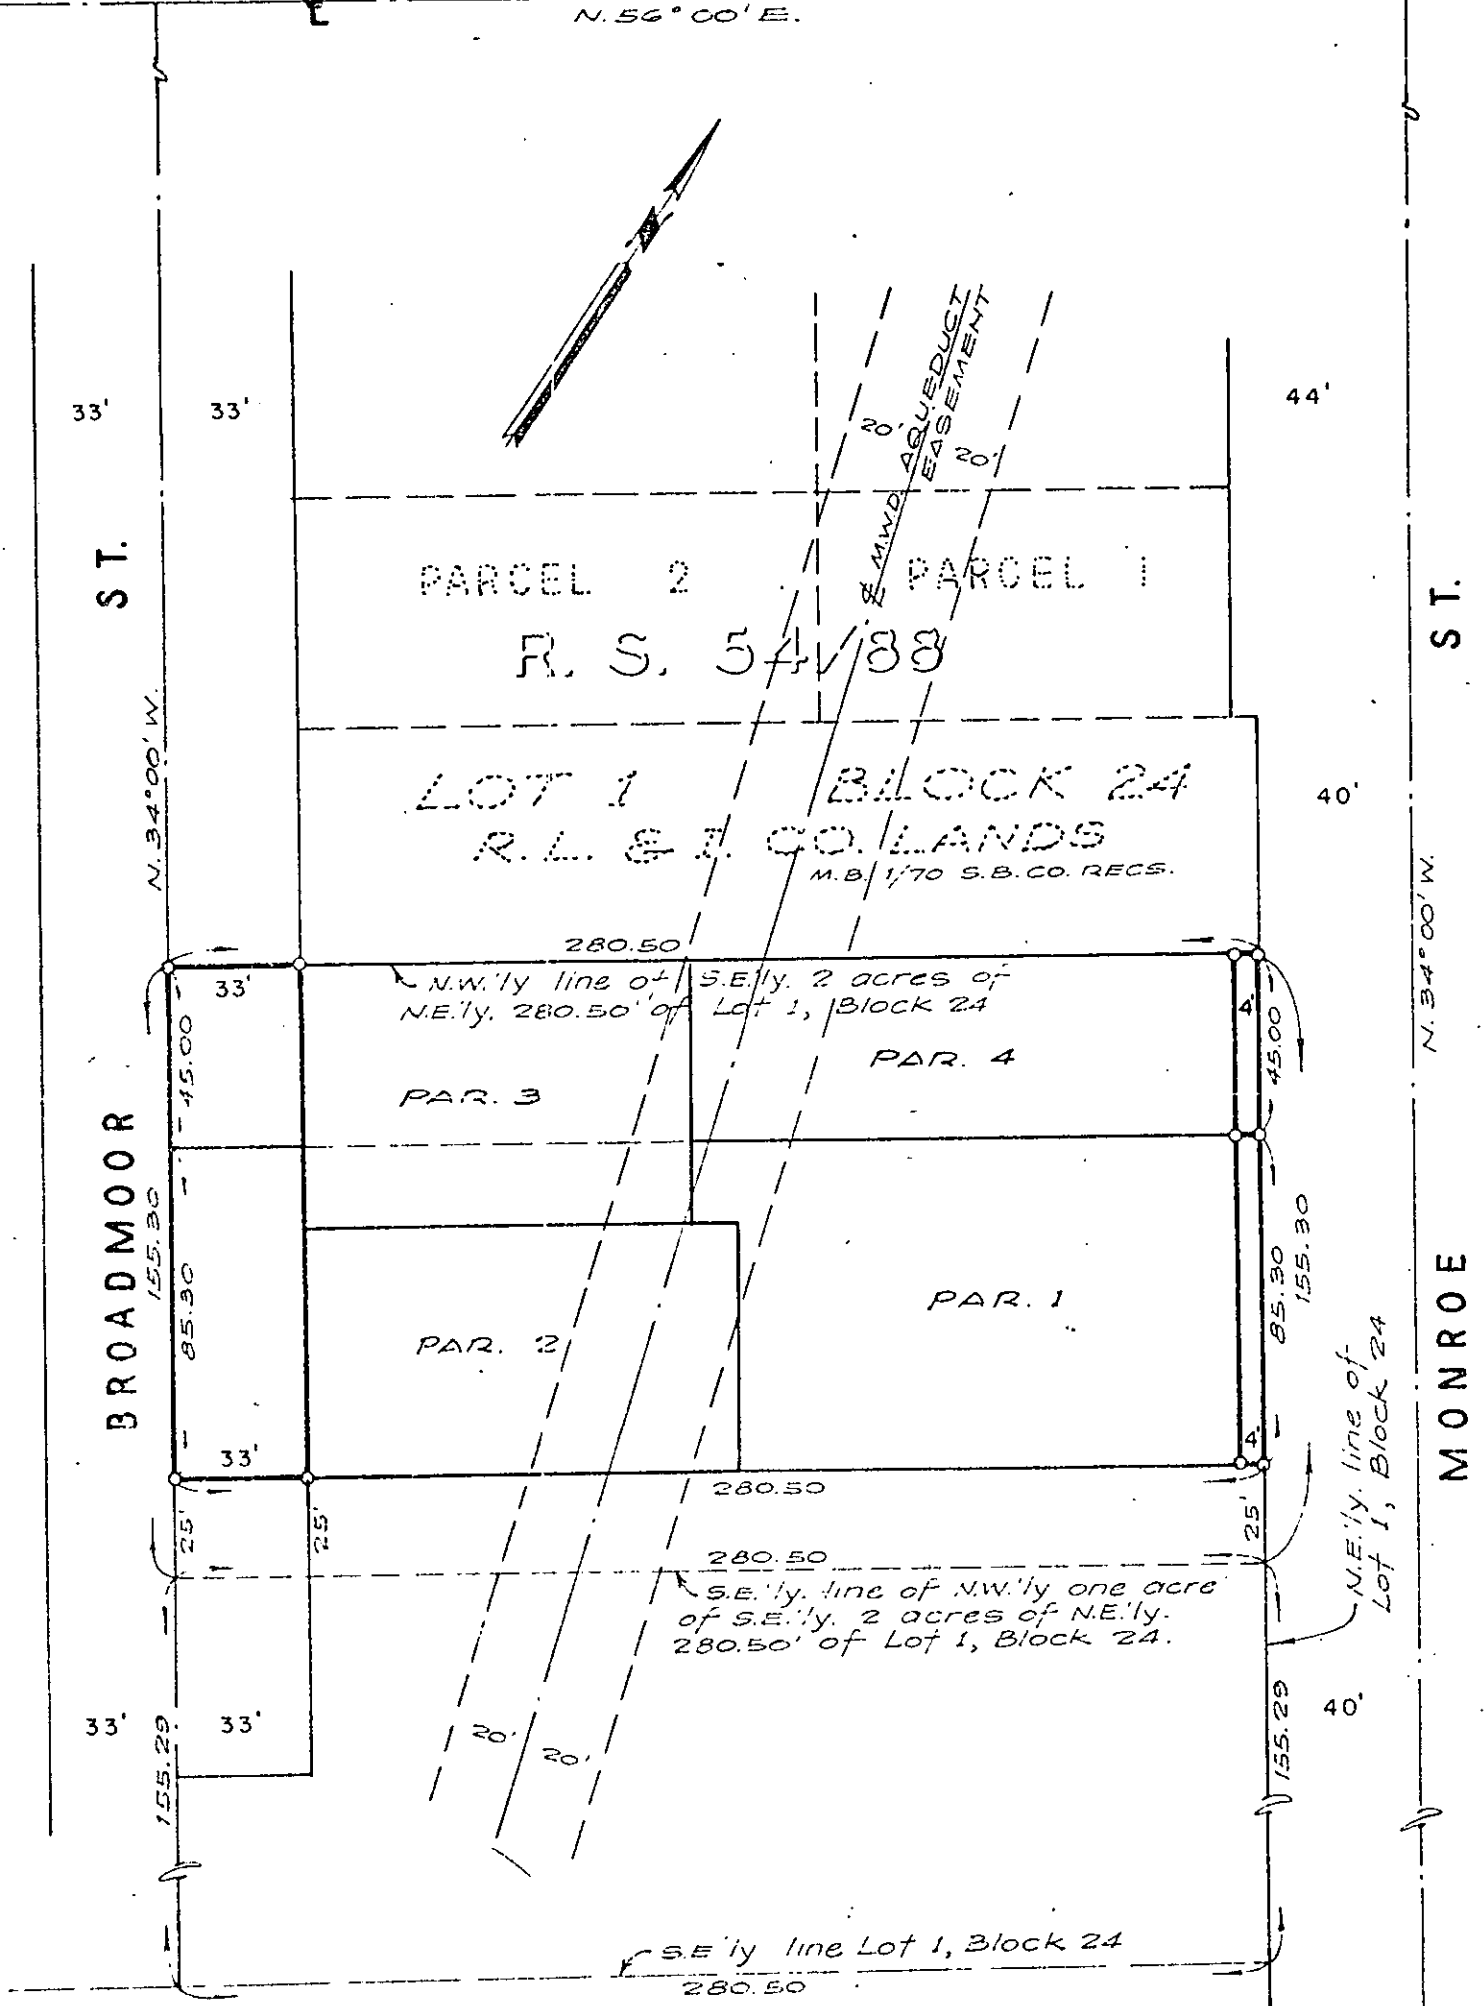 N. 56° 00' E.
33'
33'
44'
20'
20'
℄ M.W.D. AQUEDUCT
EASEMENT
PARCEL 2
PARCEL 1
R. S. 54/88
LOT 1 BLOCK 24
R. L. & I. CO. LANDS
M.B. 1/70 S.B. CO. RECS.
BROADMOOR ST.
MONROE ST.
N. 34° 00' W.
N. 34° 00' W.
40'
280.50
33'
N.W.'ly line of S.E.'ly. 2 acres of
N.E.'ly. 280.50' of Lot 1, Block 24
4'
45.00
45.00
PAR. 3
PAR. 4
155.30
85.30
85.30
155.30
PAR. 2
PAR. 1
33'
4'
280.50
25'
25'
25'
N.E.'ly. line of
Lot 1, Block 24
280.50
S.E.'ly. line of N.W.'ly one acre
of S.E.'ly. 2 acres of N.E.'ly.
280.50' of Lot 1, Block 24.
33'
155.29
33'
20'
20'
155.29
40'
S.E'ly line Lot 1, Block 24
280.50